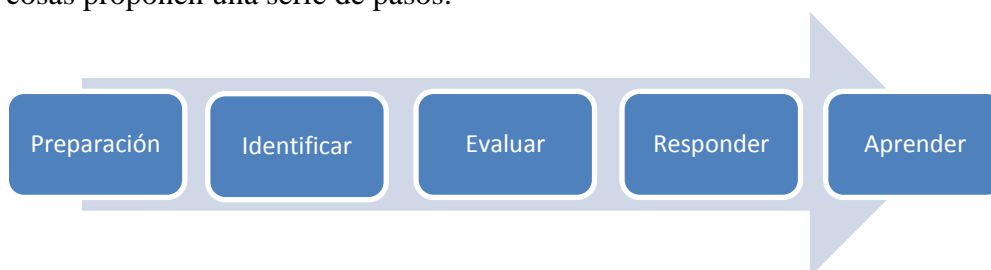 cosas proponen una serie de pasos:
Preparación
Identificar
Evaluar
Responder
Aprender